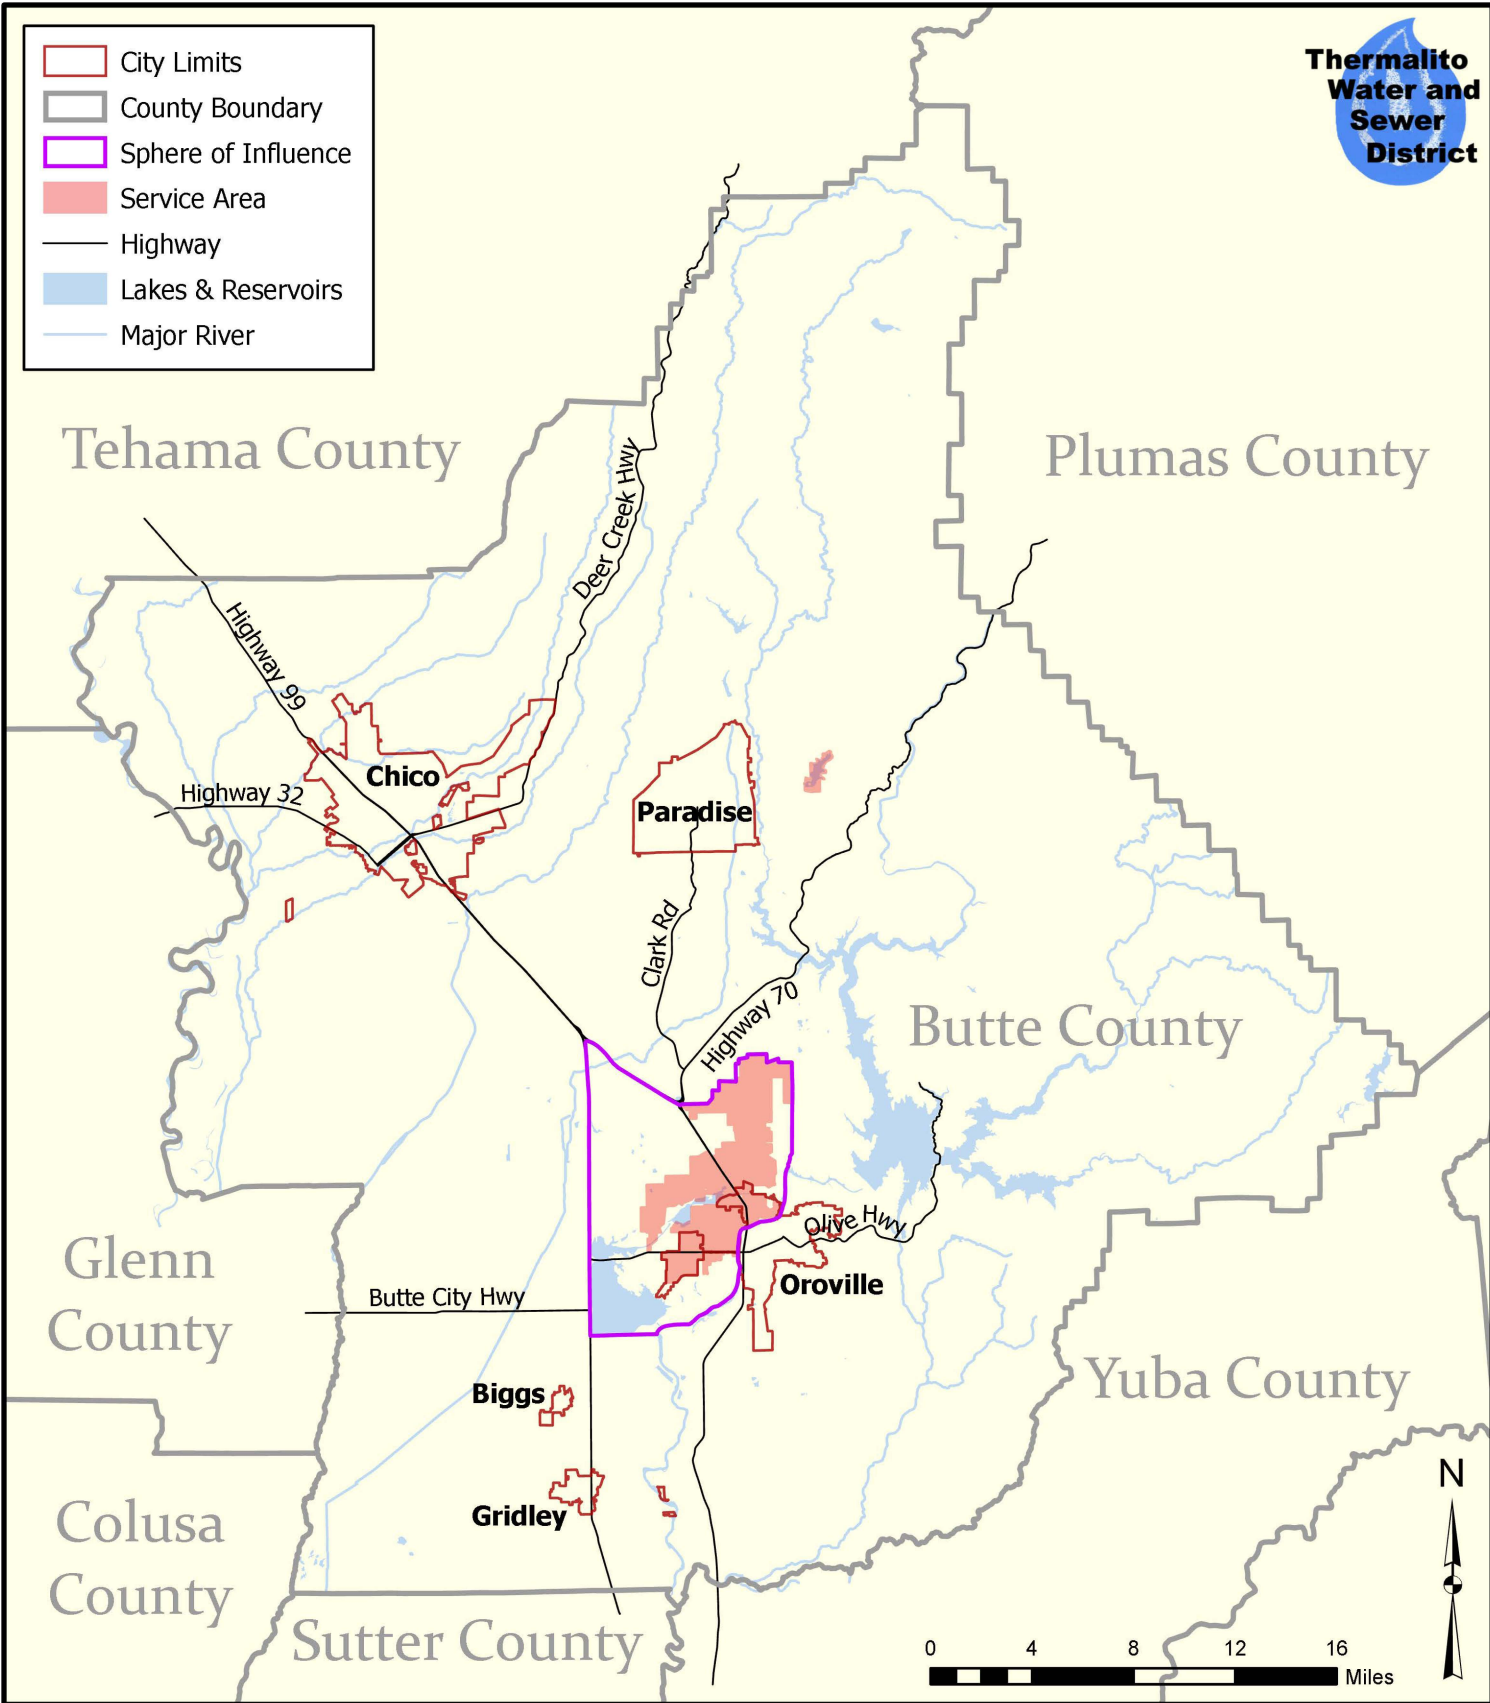 City Limits
County Boundary
Sphere of Influence
Service Area
Highway
Lakes & Reservoirs
Major River
Thermalito
Water and
Sewer
District
Tehama County
Plumas County
Deer Creek Hwy
Highway 99
Chico
Highway 32
Paradise
Clark Rd
Highway 70
Butte County
Olive Hwy
Glenn
County
Oroville
Butte City Hwy
Biggs
Yuba County
Gridley
Colusa
County
Sutter County
N
0 4 8 12 16
Miles